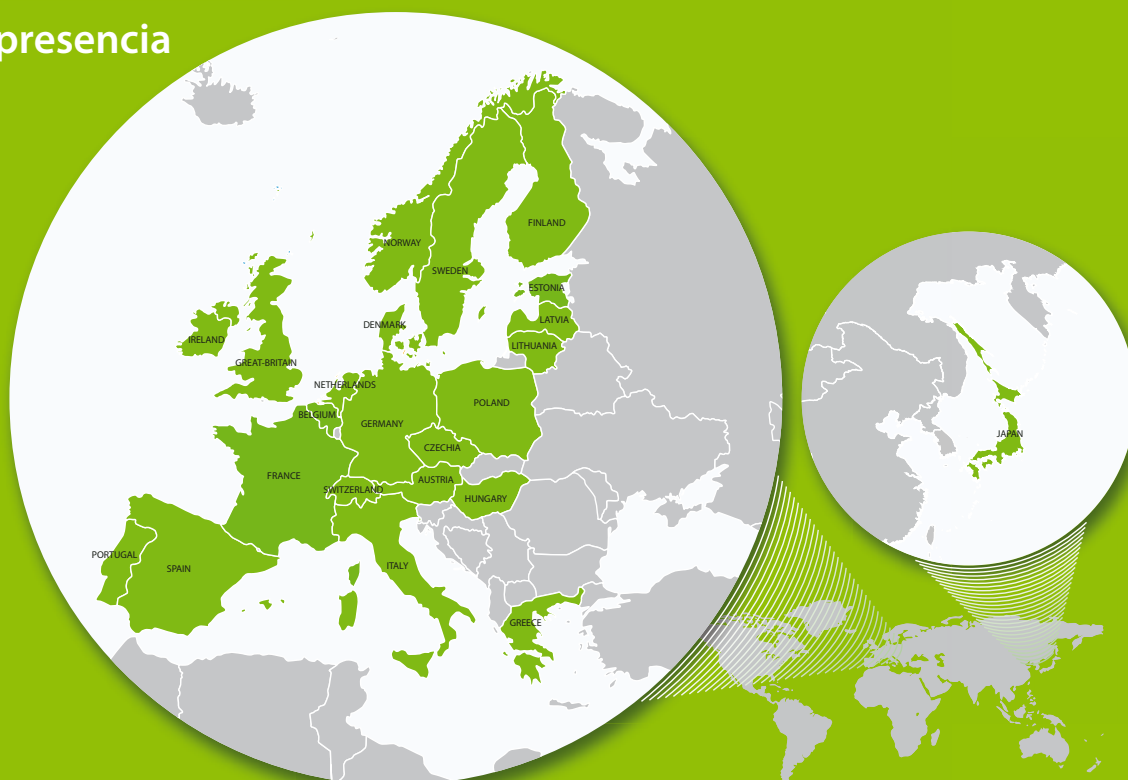 presencia
FINLAND
NORWAY
SWEDEN
ESTONIA
LATVIA
DENMARK
LITHUANIA
IRELAND
GREAT-BRITAIN
NETHERLANDS
POLAND
BELGIUM
GERMANY
JAPAN
CZECHIA
FRANCE
AUSTRIA
SWITZERLAND
HUNGARY
PORTUGAL
ITALY
SPAIN
GREECE